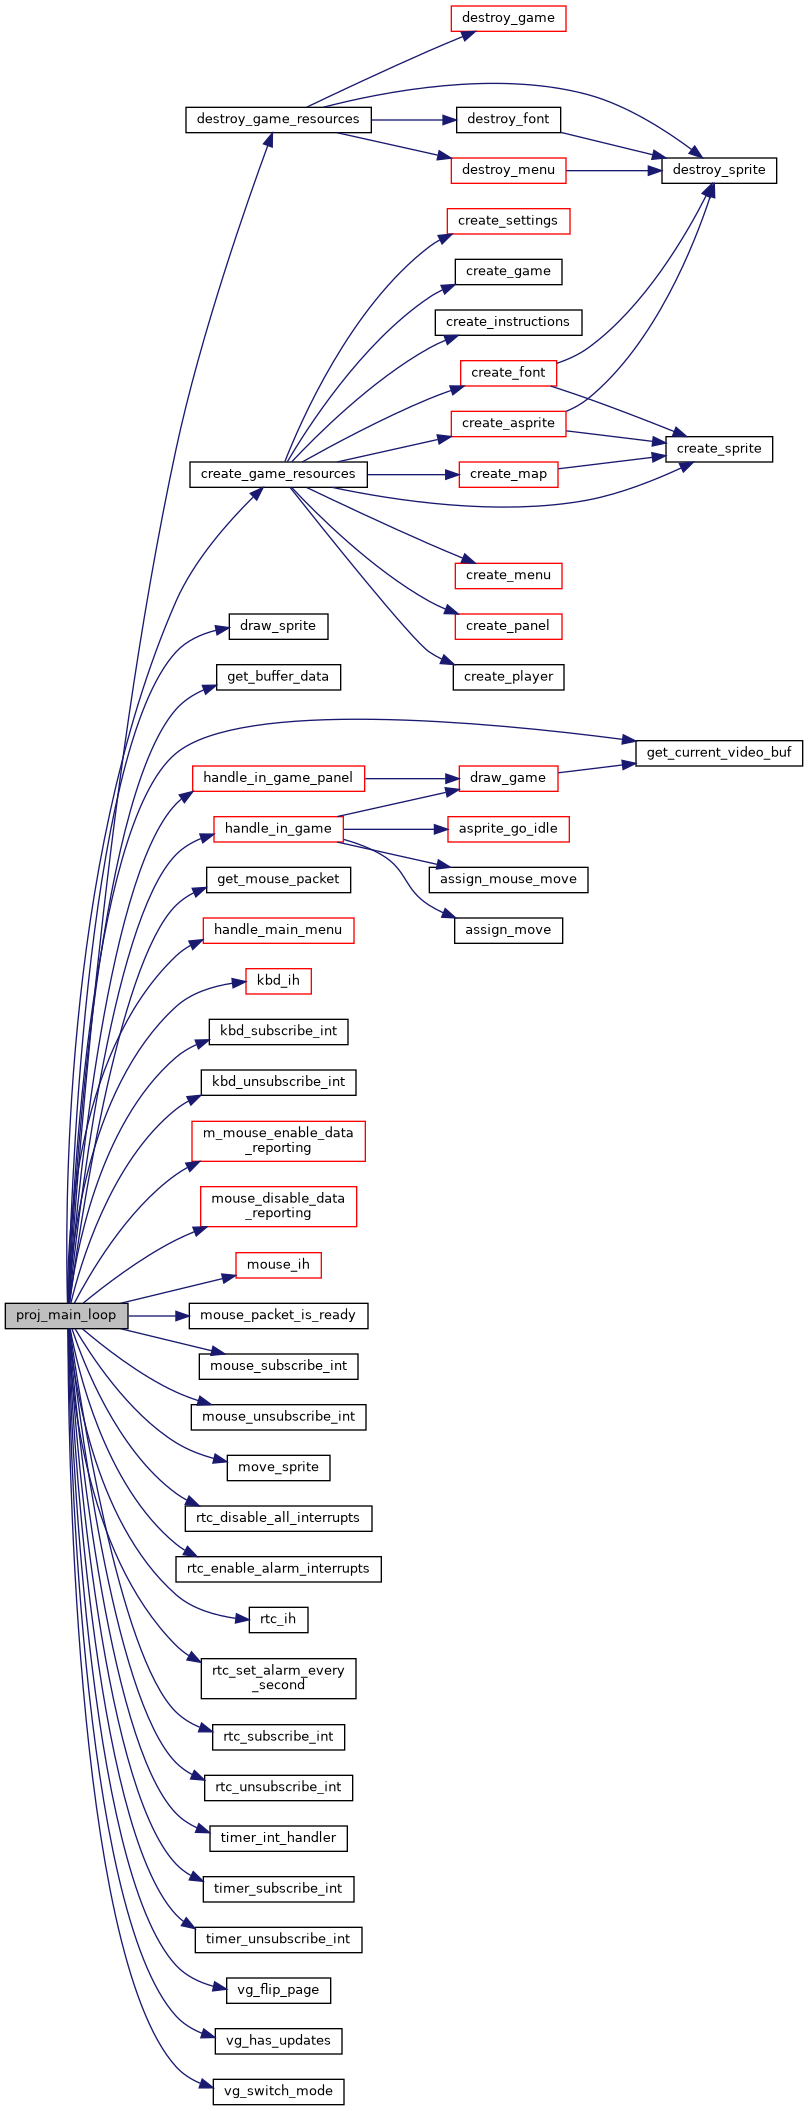 destroy_game
destroy_game_resources
destroy_font
destroy_menu
destroy_sprite
create_settings
create_game
create_instructions
create_font
create_asprite
create_sprite
create_game_resources
create_map
create_menu
create_panel
create_player
draw_sprite
get_buffer_data
get_current_video_buf
handle_in_game_panel
draw_game
handle_in_game
asprite_go_idle
get_mouse_packet
assign_mouse_move
handle_main_menu
assign_move
kbd_ih
kbd_subscribe_int
kbd_unsubscribe_int
m_mouse_enable_data
_reporting
mouse_disable_data
_reporting
mouse_ih
proj_main_loop
mouse_packet_is_ready
mouse_subscribe_int
mouse_unsubscribe_int
move_sprite
rtc_disable_all_interrupts
rtc_enable_alarm_interrupts
rtc_ih
rtc_set_alarm_every
_second
rtc_subscribe_int
rtc_unsubscribe_int
timer_int_handler
timer_subscribe_int
timer_unsubscribe_int
vg_flip_page
vg_has_updates
vg_switch_mode